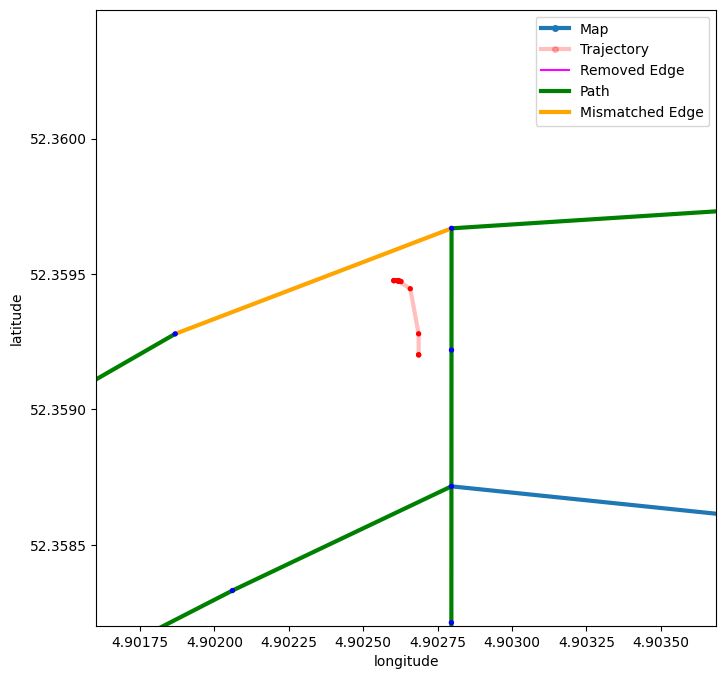 Map
Trajectory
Removed Edge
Path
Mismatched Edge
52.3600
52.3595
52.3590
52.3585
latitude
4.90175 4.90200 4.90225 4.90250 4.90275 4.90300 4.90325 4.90350
longitude